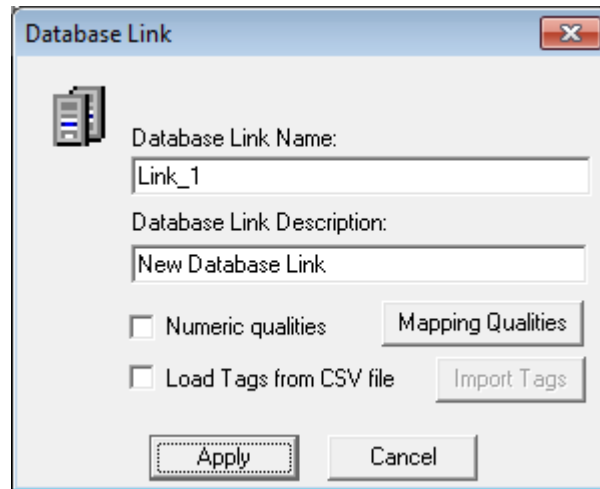 Database Link
Database Link Name:
Link_1
Database Link Description:
New Database Link
Numeric qualities Mapping Qualities
Load Tags from CSV file Import Tags
Apply Cancel